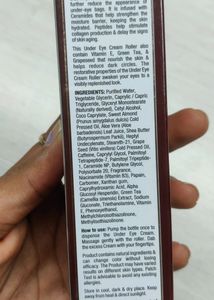 further reduce the appearance of
under-eye bags. It is infused with
Ceramides that help strengthen the
moisture barrier, keeping the skin
hydrated. Peptides help stimulate
collagen production & delay the signs
of skin aging.
This Under Eye Cream Roller skin
contains Vitamin E, Green Tea, &
Grapeseed that nourish the skin &
helps reduce dark circles. The
restorative properties of the Under Eye
Cream Roller awaken your eyes to a
visibly replenished look.
INGREDIENTS: Purified Water,
Vegetable Glycerin, Caprylic / Capric
Triglyceride, Glyceryl Monostearate
(Naturally derived), Cetyl Alcohol,
Coco Caprylate, Sweet Almond
(Prunus amygdalus dulcis) Cold
Pressed Oil, Aloe Vera (Aloe
barbadensis) Leaf Juice, Shea Butter
(Butyrospermum Parkii), Heptyl
Undecylenate, Steareth-21, Grape
Seed (Vitis vinifera) Cold Pressed Oil,
Caffeine, Caprylyl Glycol, Palmitoyl
Tetrapeptide-7, Palmitoyl Tripeptide-
1, Ceramide NP, Butylene Glycol,
Polysorbate 20, Fragrance,
Niacinamide (Vitamin B3), Papain,
Carbomer, Xanthan gum,
Caprylhydroxamic Acid, Alpha
Glucosyl Hesperidin, Green Tea
(Camellia sinensis) Extract, Sodium
Gluconate, Triethanolamine, Vitamin
E, Phenoxyethanol,
Methylchloroisothiazolinone,
Methylisothiazolinone.
How to use: Pump the bottle once to
dispense the Under Eye Cream.
Massage gently with the roller. Dab
the excess Cream with your fingertips.
Product contains natural ingredients & it
can change color without affecting
efficacy. The Product may have varied
results on different skin types. Patch
Test is advisable to avoid any existing
allergies.
Store in cool, dark & dry place. Keep
away from heat & direct sunlight.